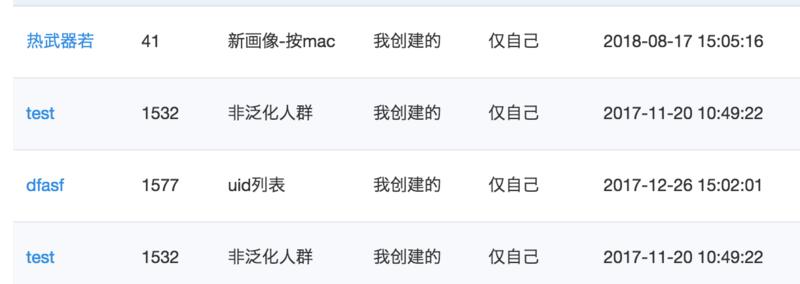 热武器若 41 新画像-按mac 我创建的 仅自己 2018-08-17 15:05:16
test 1532 非泛化人群 我创建的 仅自己 2017-11-20 10:49:22
dfasf 1577 uid列表 我创建的 仅自己 2017-12-26 15:02:01
test 1532 非泛化人群 我创建的 仅自己 2017-11-20 10:49:22